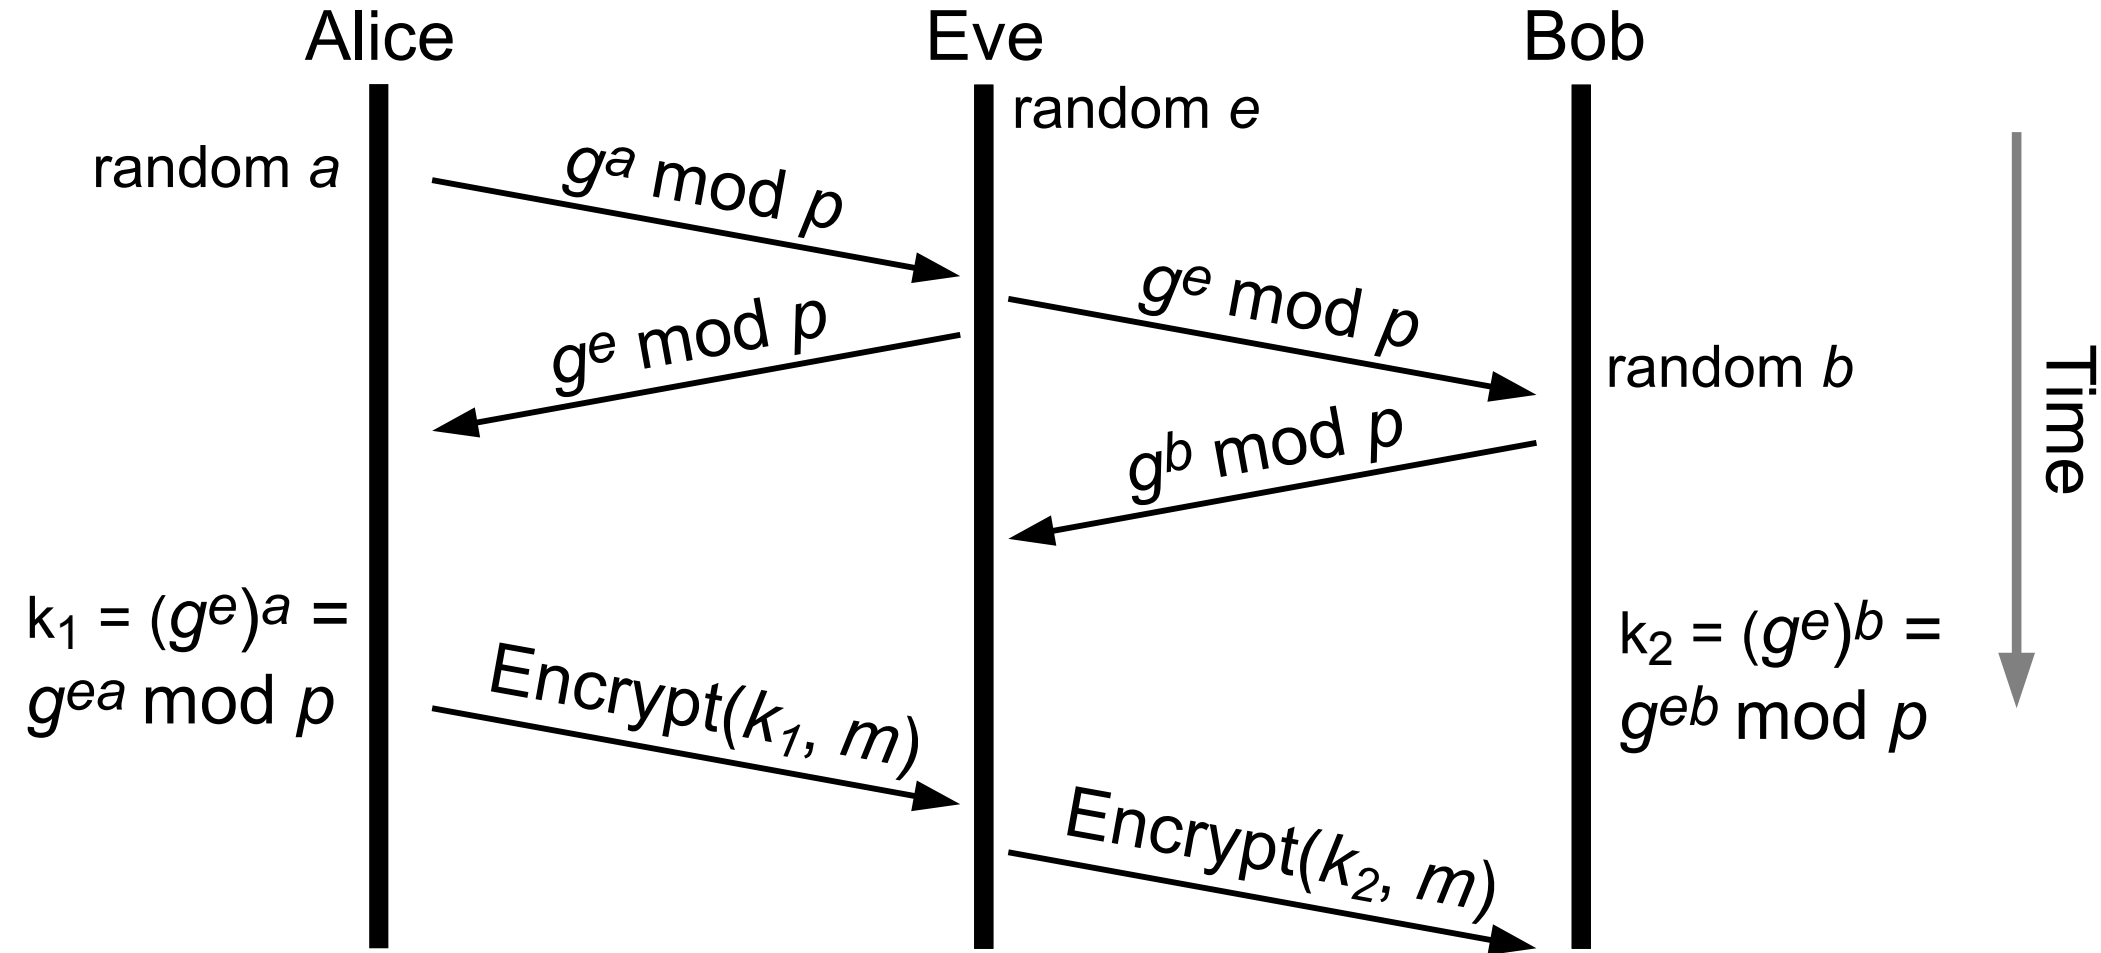 Alice
Eve
Bob
random e
random a
gᵃ mod p
gᵉ mod p
gᵉ mod p
random b
gᵇ mod p
Time
k₁ = (gᵉ)ᵃ =
gᵉᵃ mod p
k₂ = (gᵉ)ᵇ =
gᵉᵇ mod p
Encrypt(k₁, m)
Encrypt(k₂, m)